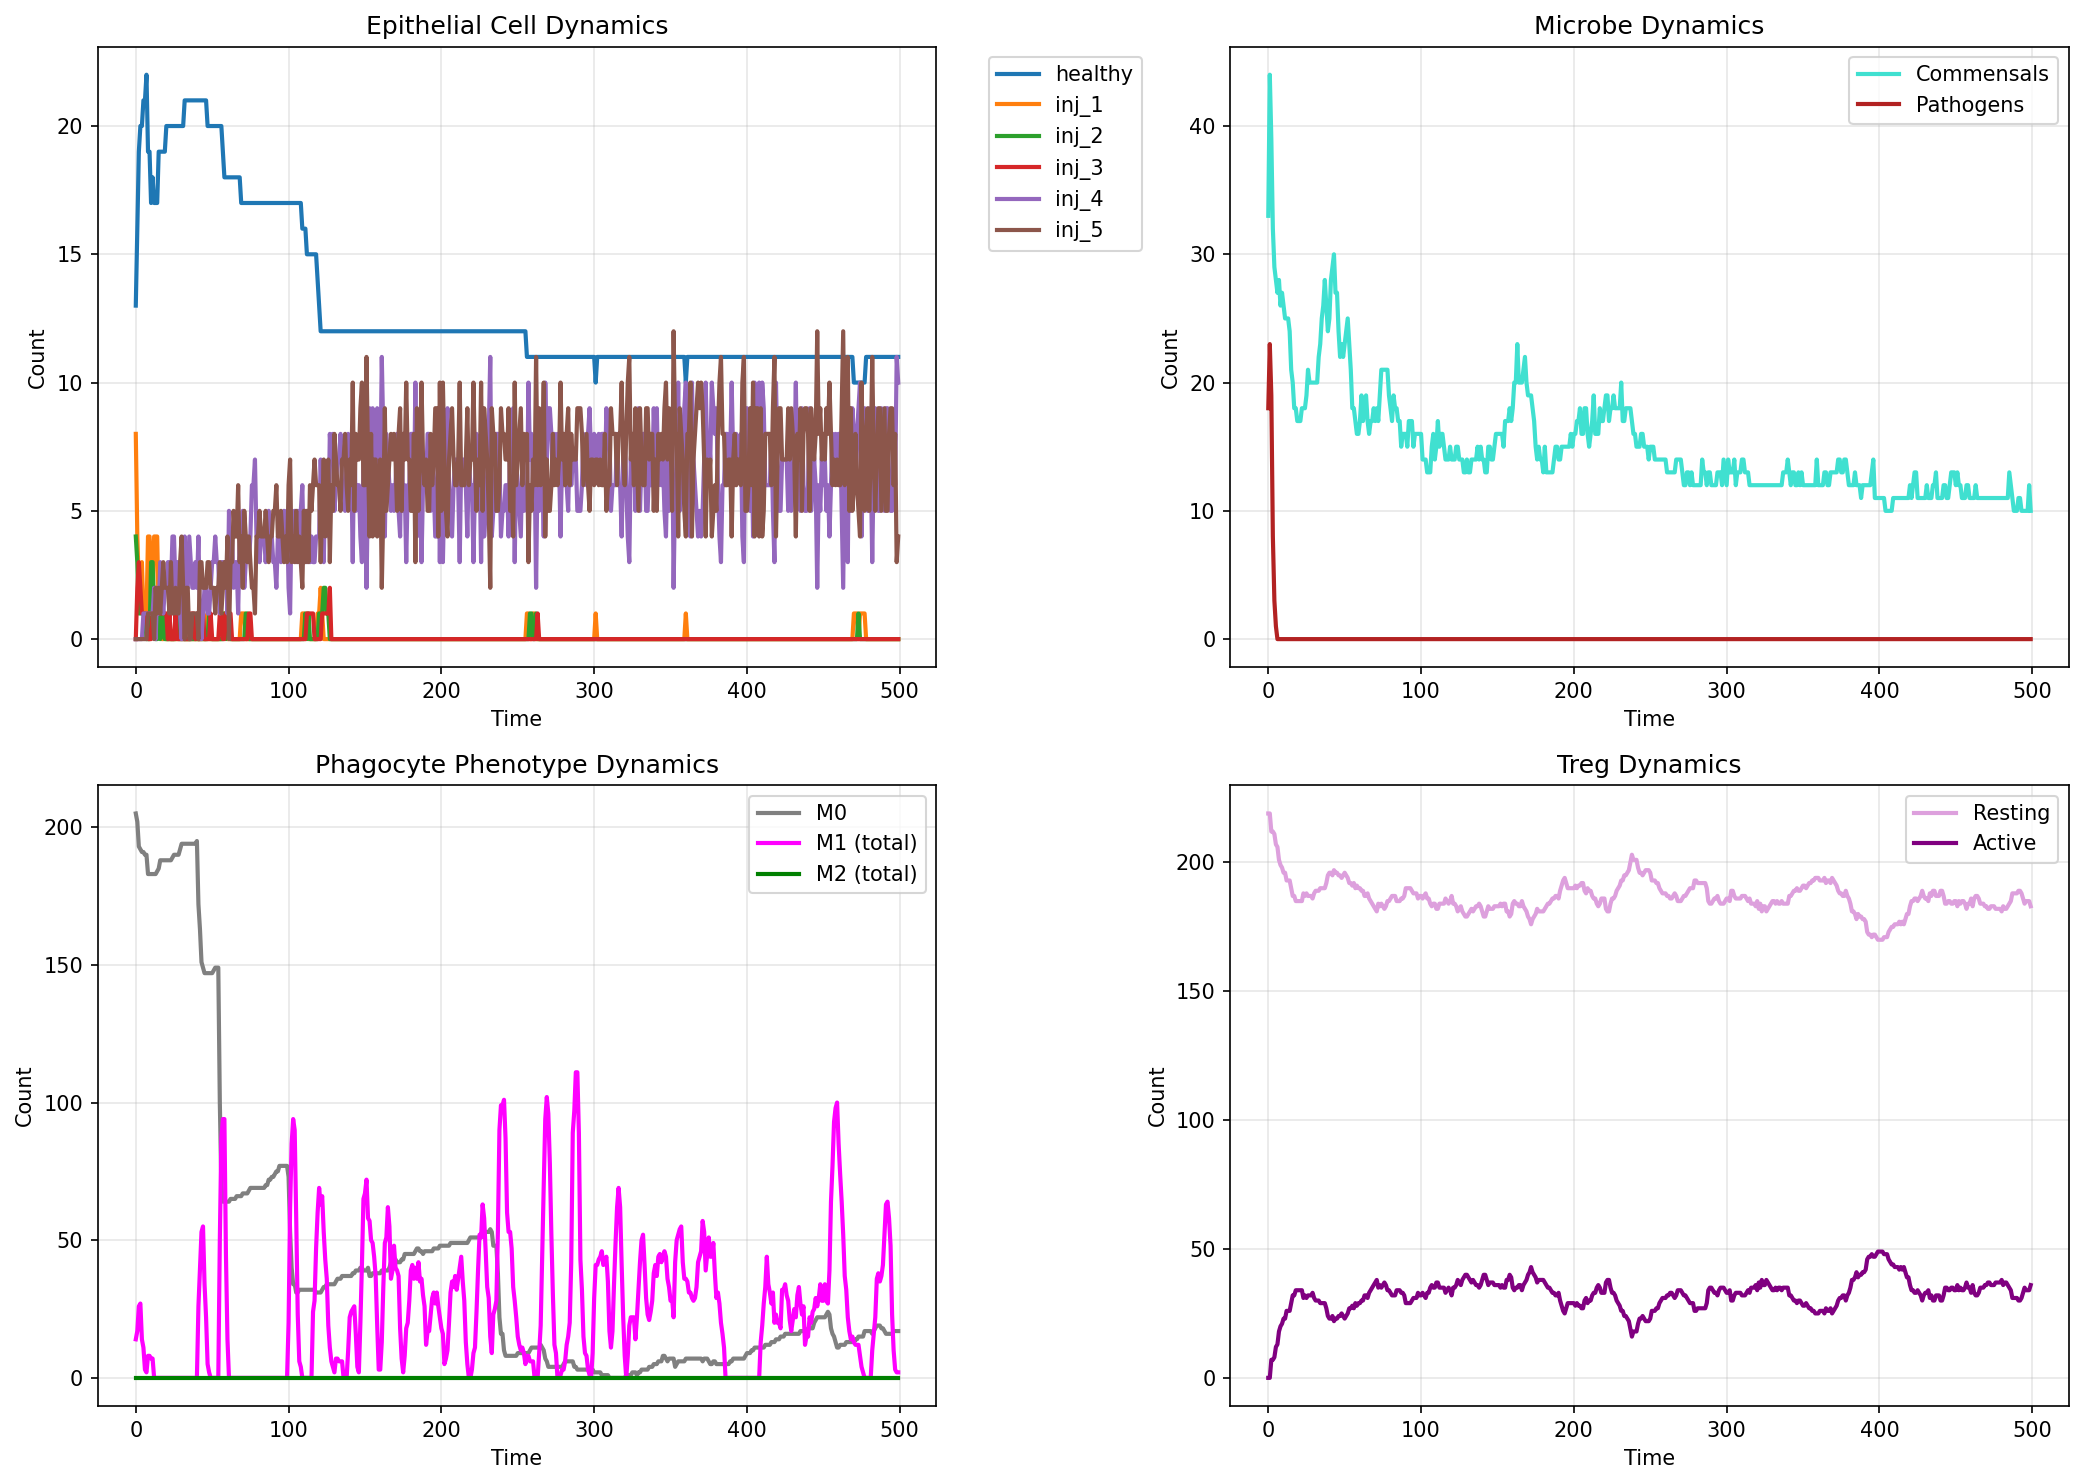 Epithelial Cell Dynamics
Count
20
15
10
5
0
0 100 200 300 400 500
Time
healthy
inj_1
inj_2
inj_3
inj_4
inj_5
Microbe Dynamics
Count
40
30
20
10
0
0 100 200 300 400 500
Time
Commensals
Pathogens
Phagocyte Phenotype Dynamics
Count
200
150
100
50
0
0 100 200 300 400 500
Time
M0
M1 (total)
M2 (total)
Treg Dynamics
Count
200
150
100
50
0
0 100 200 300 400 500
Time
Resting
Active